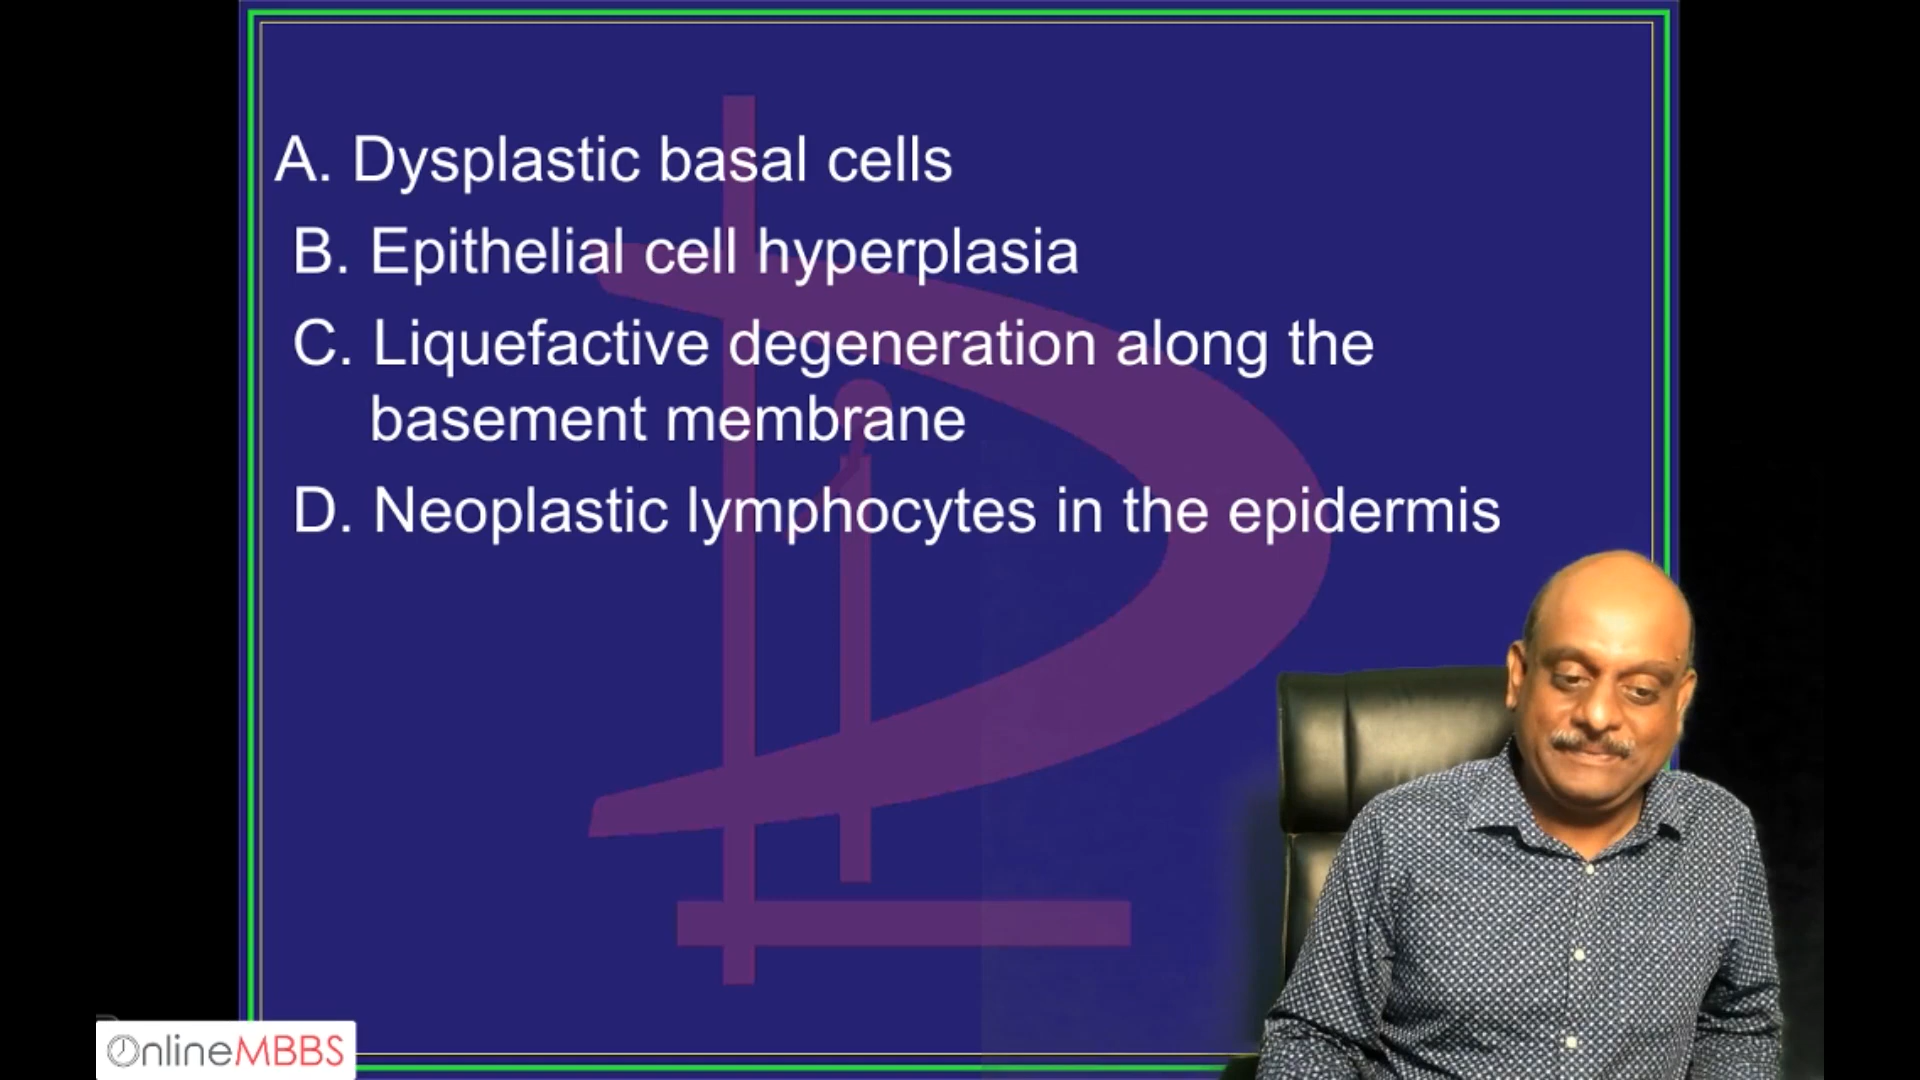 A. Dysplastic basal cells
B. Epithelial cell hyperplasia
C. Liquefactive degeneration along the
basement membrane
D. Neoplastic lymphocytes in the epidermis
OnlineMBBS